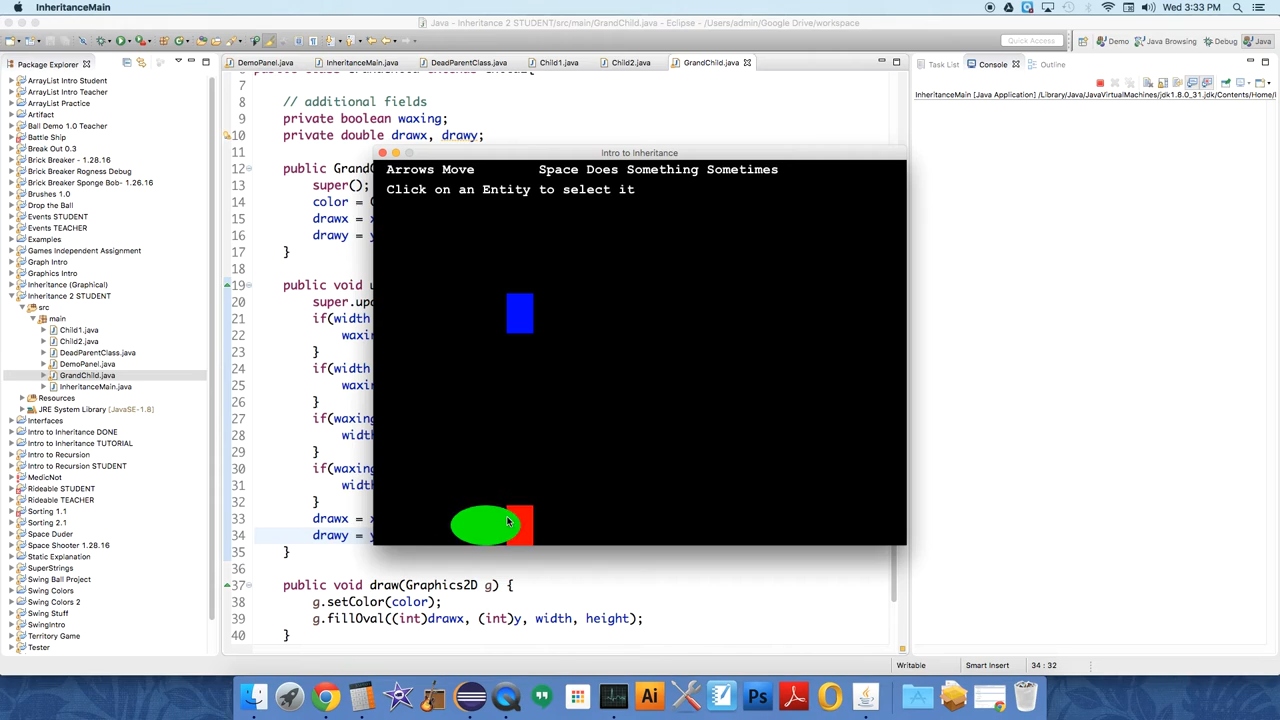 InheritanceMain
Wed 3:33 PM
Java - Inheritance 2 STUDENT/src/main/GrandChild.java - Eclipse - /Users/admin/Google Drive/workspace
Quick Access
Demo
Java Browsing
Debug
Java
Package Explorer
ArrayList Intro Student
ArrayList Intro Teacher
ArrayList Practice
Artifact
Ball Demo 1.0 Teacher
Battle Ship
Break Out 0.3
Brick Breaker - 1.28.16
Brick Breaker Rogness Debug
Brick Breaker Sponge Bob- 1.26.16
Brushes 1.0
Drop the Ball
Events STUDENT
Events TEACHER
Examples
Games Independent Assignment
Graph Intro
Graphics Intro
Inheritance (Graphical)
Inheritance 2 STUDENT
src
main
Child1.java
Child2.java
DeadParentClass.java
DemoPanel.java
GrandChild.java
InheritanceMain.java
Resources
JRE System Library [JavaSE-1.8]
Interfaces
Intro to Inheritance DONE
Intro to Inheritance TUTORIAL
Intro to Recursion
Intro to Recursion STUDENT
MedicNot
Rideable STUDENT
Rideable TEACHER
Sorting 1.1
Sorting 2.1
Space Duder
Space Shooter 1.28.16
Static Explanation
SuperStrings
Swing Ball Project
Swing Colors
Swing Colors 2
Swing Stuff
SwingIntro
Territory Game
Tester
DemoPanel.java
InheritanceMain.java
DeadParentClass.java
Child1.java
Child2.java
GrandChild.java
7
8 // additional fields
9 private boolean waxing;
10 private double drawx, drawy;
11
12 public Gran
13 super();
14 color =
15 drawx =
16 drawy =
17 }
18
19 public void u
20 super.upd
21 if(width
22 waxin
23 }
24 if(width
25 waxin
26 }
27 if(waxing
28 width
29 }
30 if(waxing
31 width
32 }
33 drawx =
34 drawy =
35 }
36
37 public void draw(Graphics2D g) {
38 g.setColor(color);
39 g.fillOval((int)drawx, (int)y, width, height);
40 }
Intro to Inheritance
Arrows Move Space Does Something Sometimes
Click on an Entity to select it
Task List
Console
Outline
InheritanceMain [Java Application] /Library/Java/JavaVirtualMachines/jdk1.8.0_31.jdk/Contents/Home/
Writable
Smart Insert
34 : 32
Ai
Ps